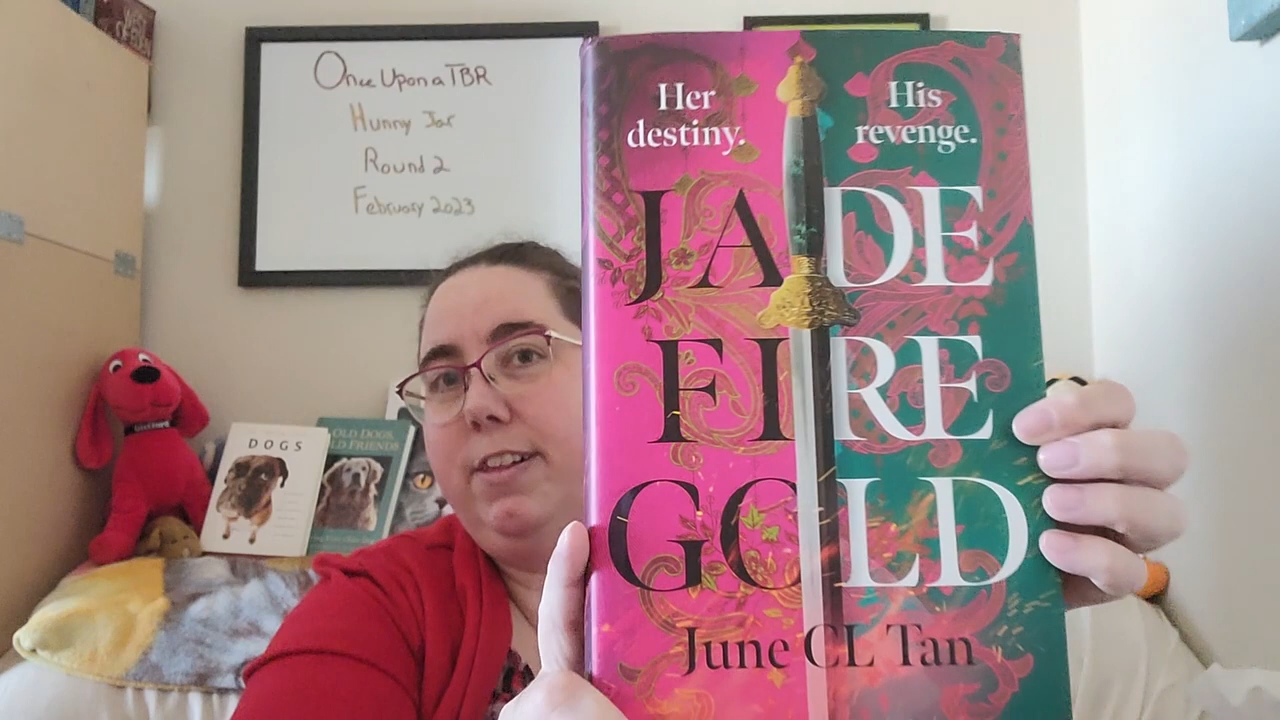 Once Upon a TBR
Hunny Jar
Round 2
February 2023
Her
destiny.
His
revenge.
JADE
FIRE
GOLD
June CL Tan
DOGS
OLD DOGS,
OLD FRIENDS